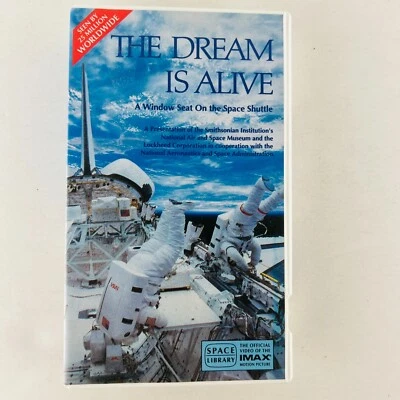 SEEN BY
25 MILLION
WORLDWIDE
THE DREAM
IS ALIVE
A Window Seat On the Space Shuttle
A Presentation of the Smithsonian Institution's
National Air and Space Museum and the
Lockheed Corporation in cooperation with the
National Aeronautics and Space Administration
SPACE
LIBRARY
THE OFFICIAL
VIDEO OF THE
IMAX®
MOTION PICTURE